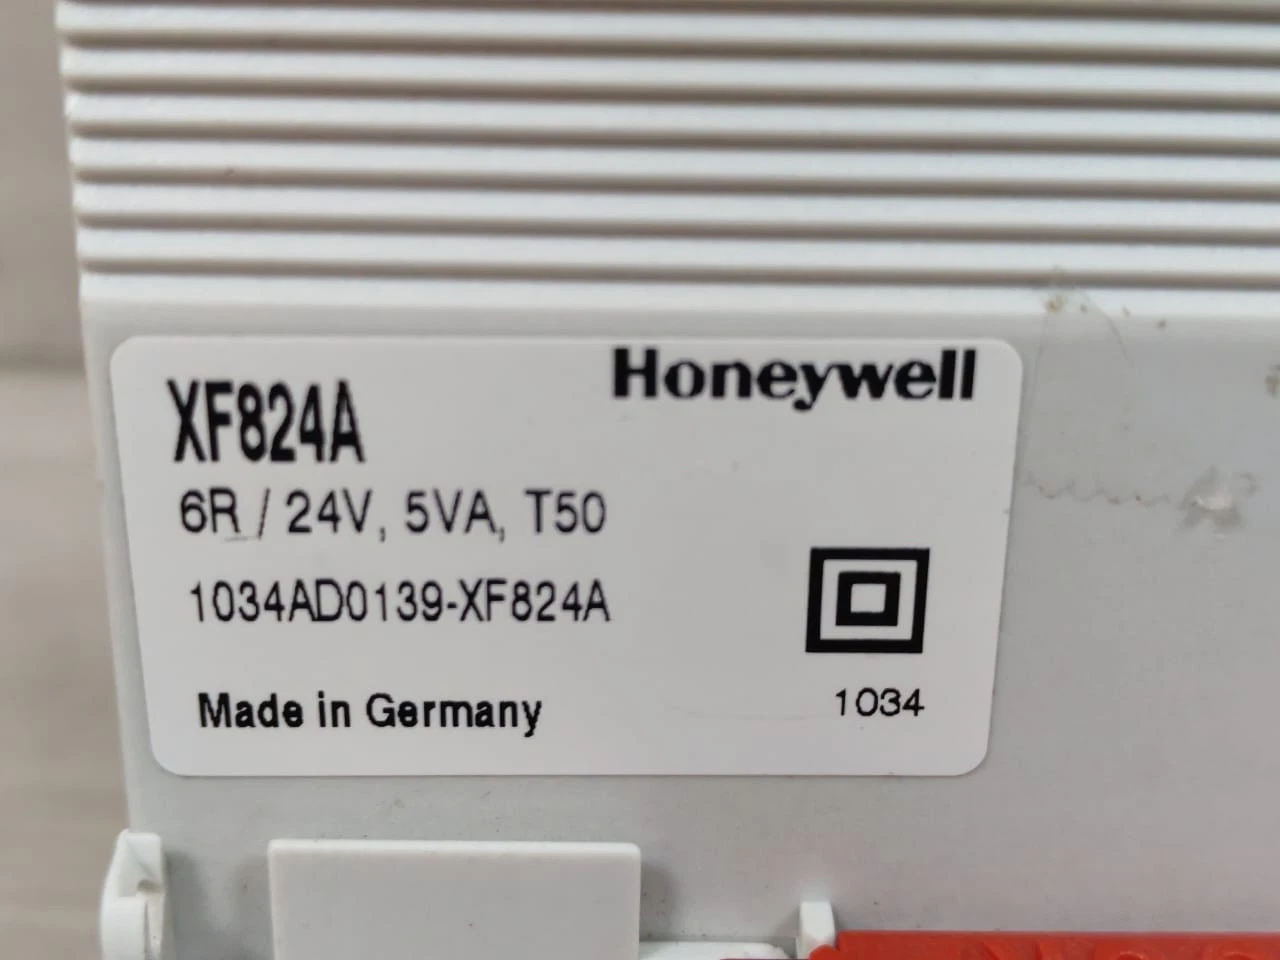 Honeywell
XF824A
6R / 24V, 5VA, T50
1034AD0139-XF824A
Made in Germany
1034